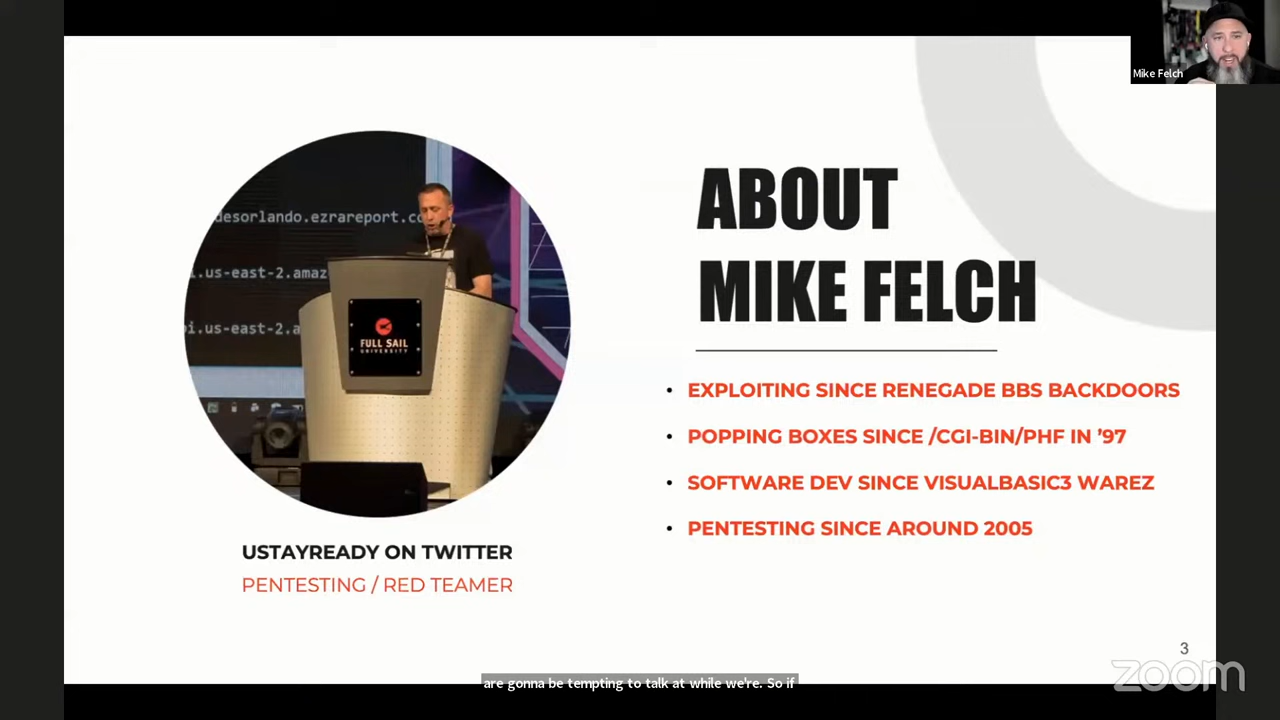 Mike Felch
ABOUT
MIKE FELCH
desorlando.ezrareport.co
.us-east-2.amaz
pi.us-east-2.a
FULL SAIL
UNIVERSITY
• EXPLOITING SINCE RENEGADE BBS BACKDOORS
• POPPING BOXES SINCE /CGI-BIN/PHF IN ’97
• SOFTWARE DEV SINCE VISUALBASIC3 WAREZ
• PENTESTING SINCE AROUND 2005
USTAYREADY ON TWITTER
PENTESTING / RED TEAMER
3
zoom
are gonna be tempting to talk at while we're. So if